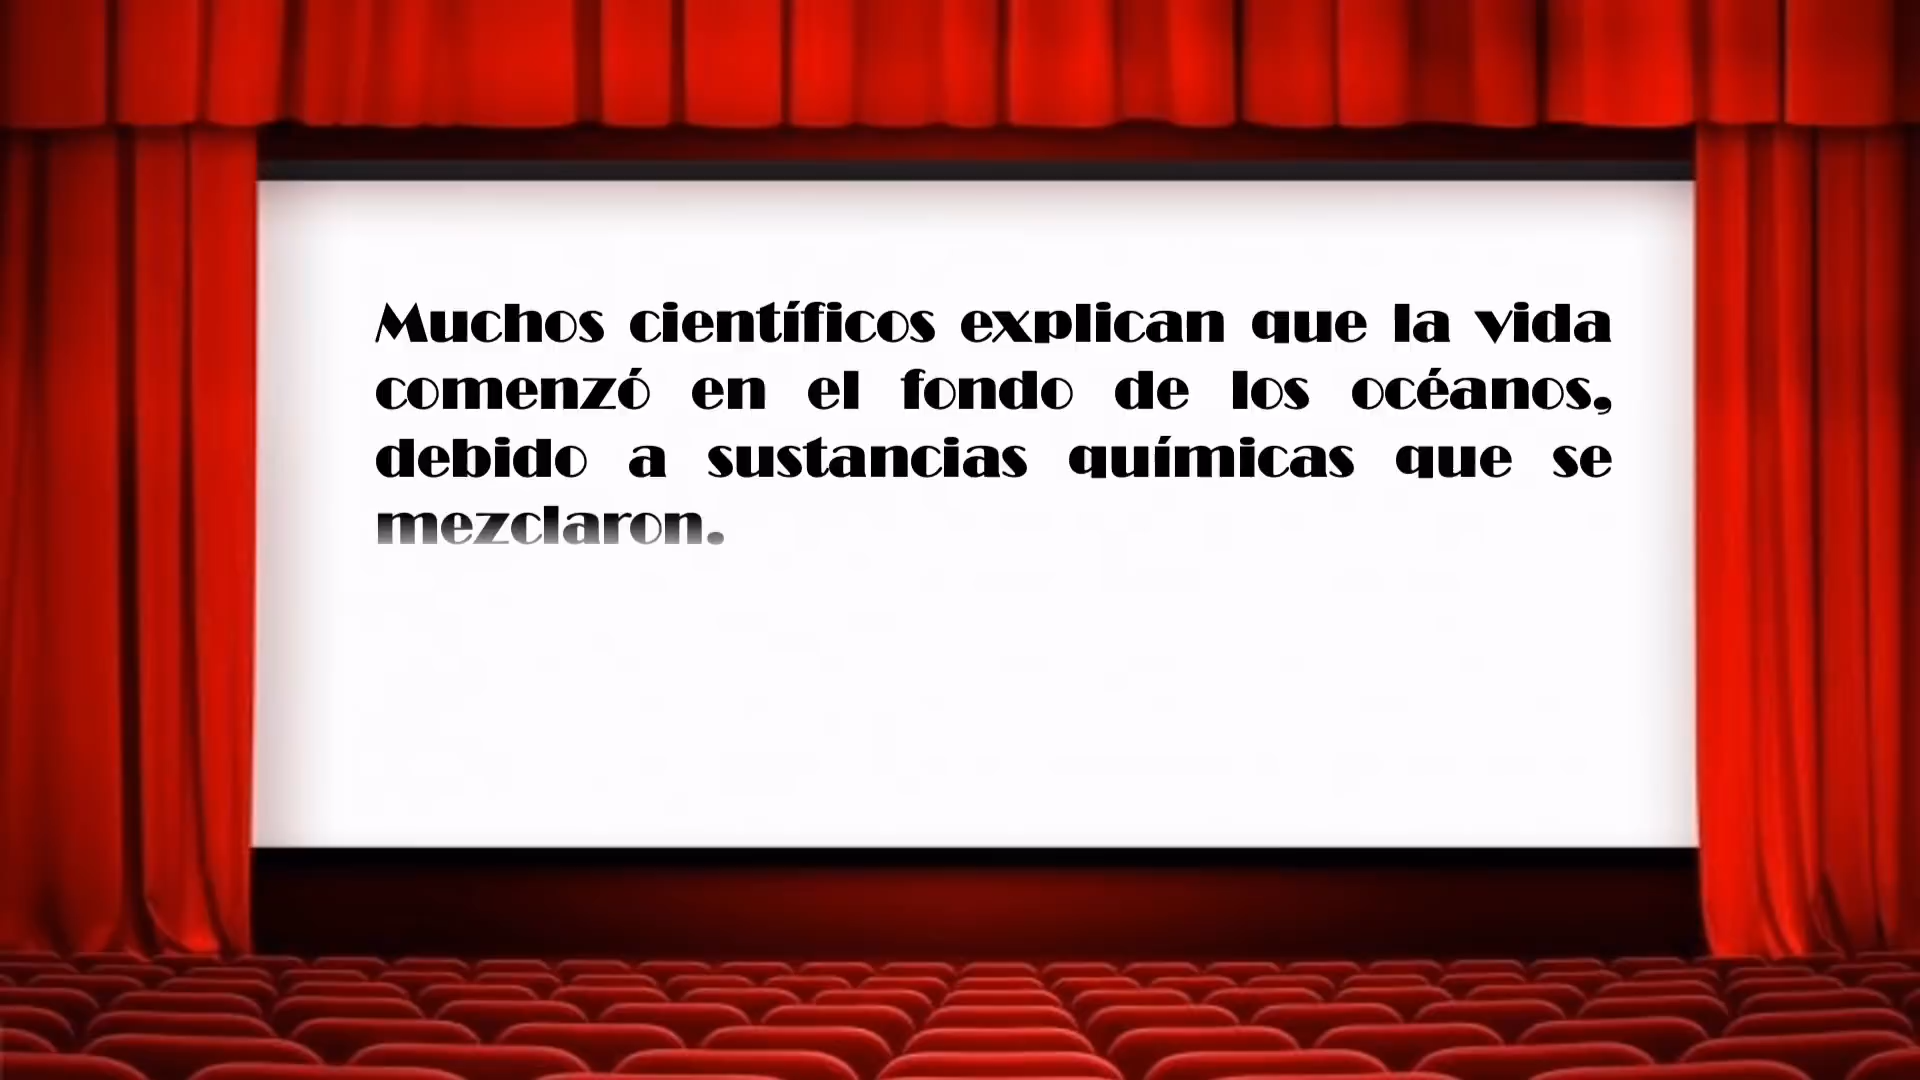 Muchos científicos explican que la vida
comenzó en el fondo de los océanos,
debido a sustancias químicas que se
mezclaron.